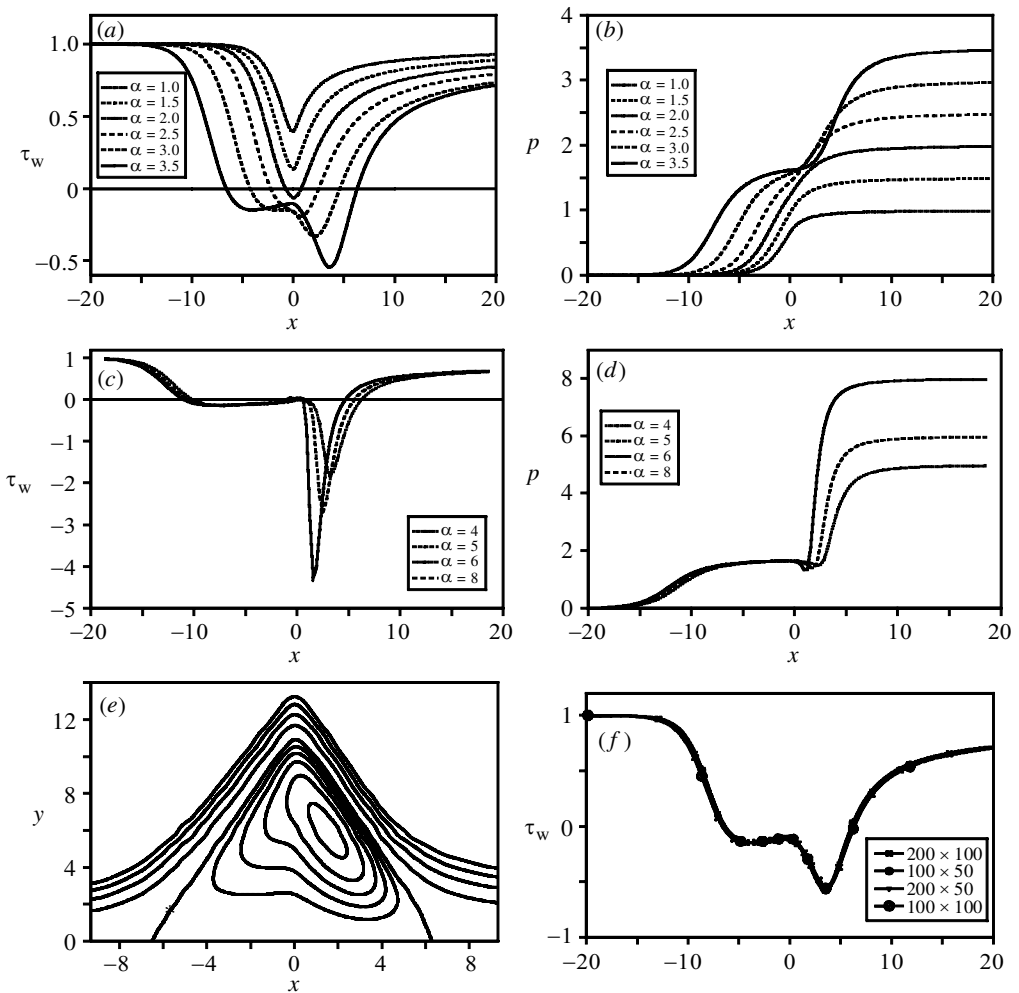 (a)
1.0
0.5
0
−0.5
τw
α = 1.0
α = 1.5
α = 2.0
α = 2.5
α = 3.0
α = 3.5
−20 −10 0 10 20
x
(b)
4
3
2
1
0
p
α = 1.0
α = 1.5
α = 2.0
α = 2.5
α = 3.0
α = 3.5
−20 −10 0 10 20
x
(c)
1
0
−1
−2
−3
−4
−5
τw
α = 4
α = 5
α = 6
α = 8
−20 −10 0 10 20
x
(d)
8
6
4
2
0
p
α = 4
α = 5
α = 6
α = 8
−20 −10 0 10 20
x
(e)
12
8
4
0
y
−8 −4 0 4 8
x
(f)
1
0
−1
τw
200 × 100
100 × 50
200 × 50
100 × 100
−20 −10 0 10 20
x